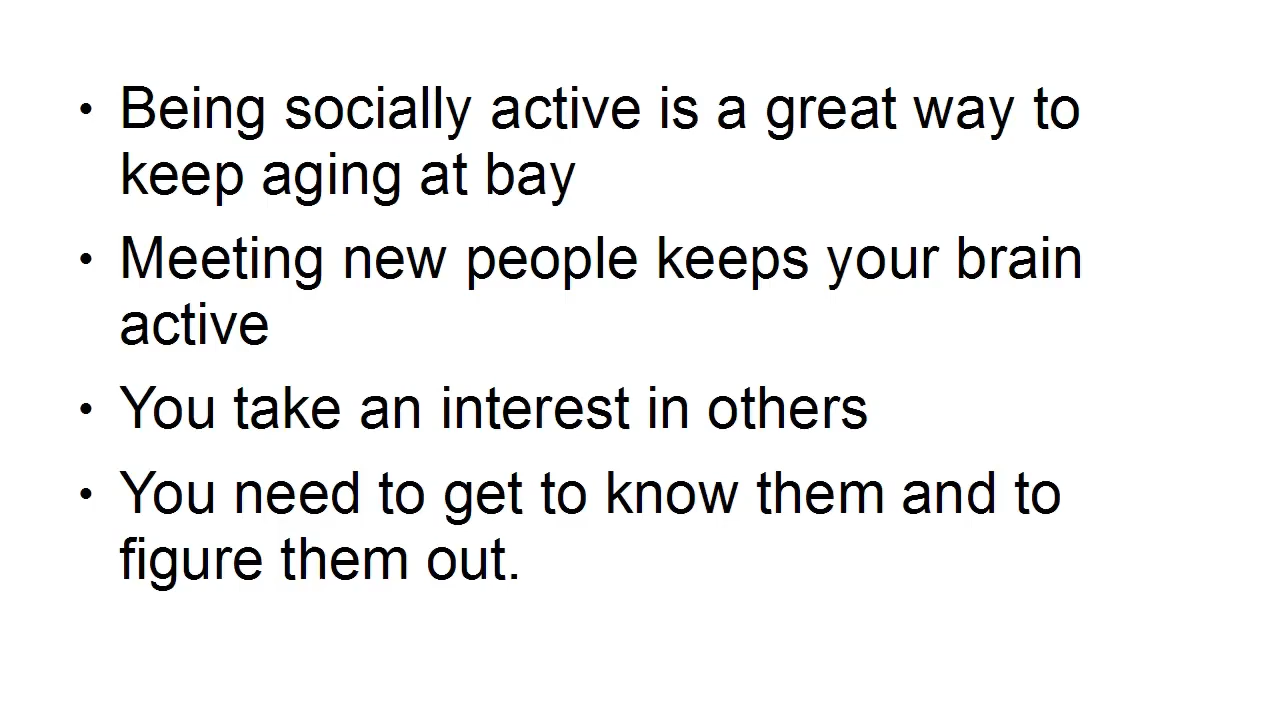 • Being socially active is a great way to
keep aging at bay
• Meeting new people keeps your brain
active
• You take an interest in others
• You need to get to know them and to
figure them out.